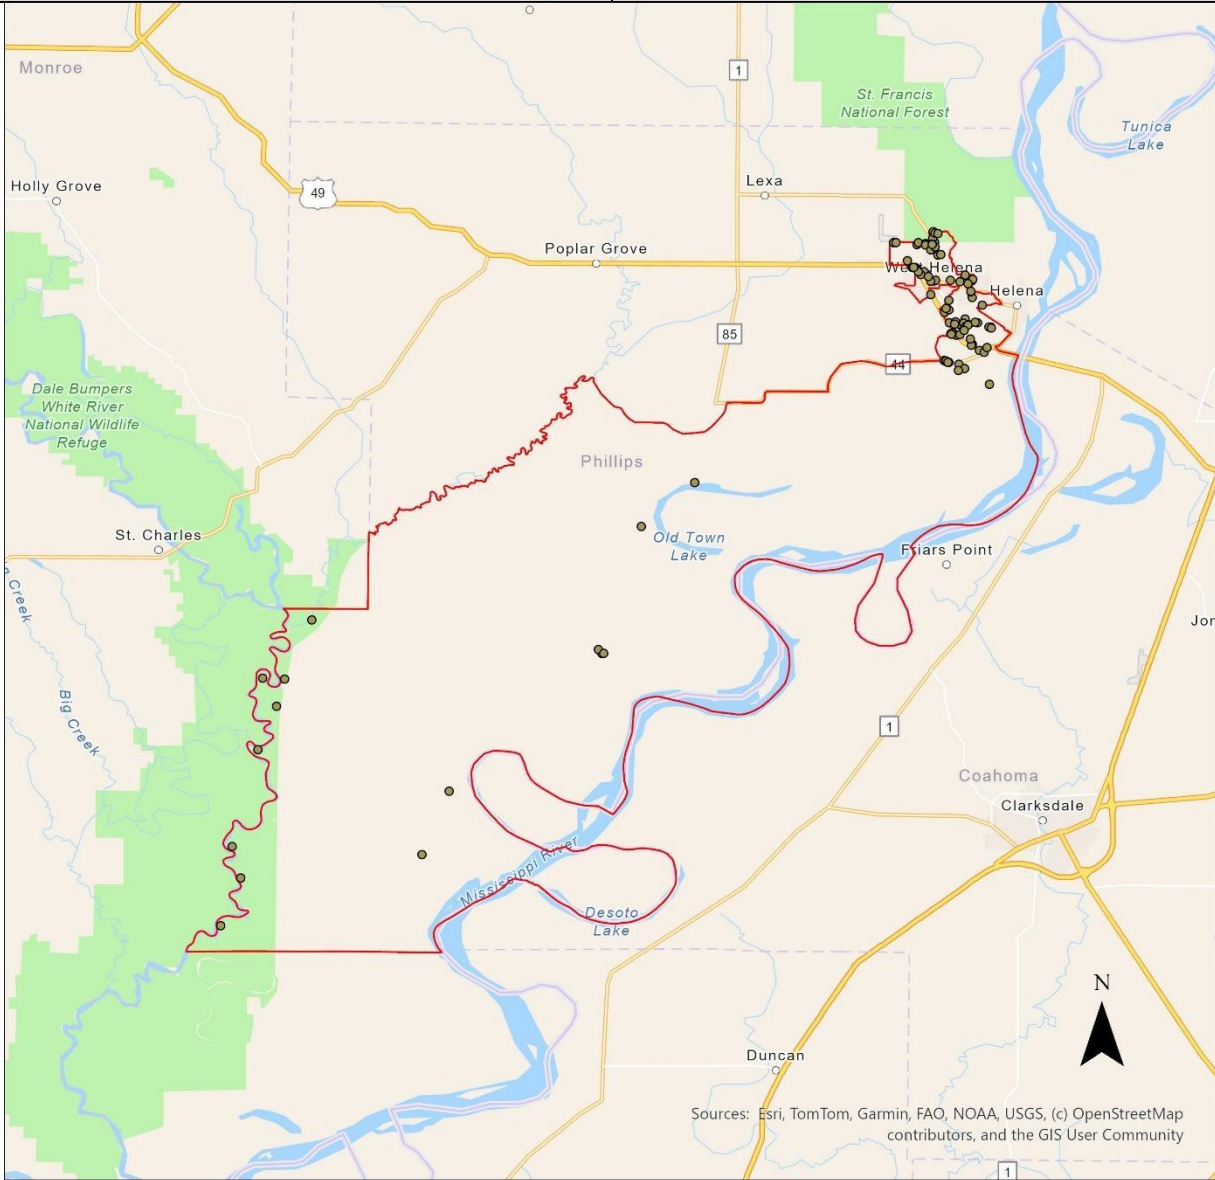 Monroe
1
St. Francis
National Forest
Tunica
Lake
Holly Grove
49
Lexa
Poplar Grove
West Helena
Helena
85
44
Dale Bumpers
White River
National Wildlife
Refuge
Phillips
St. Charles
Old Town
Lake
Friars Point
Creek
Jon
Big Creek
1
Coahoma
Clarksdale
Mississippi River
Desoto
Lake
N
Duncan
Sources: Esri, TomTom, Garmin, FAO, NOAA, USGS, (c) OpenStreetMap
contributors, and the GIS User Community
1